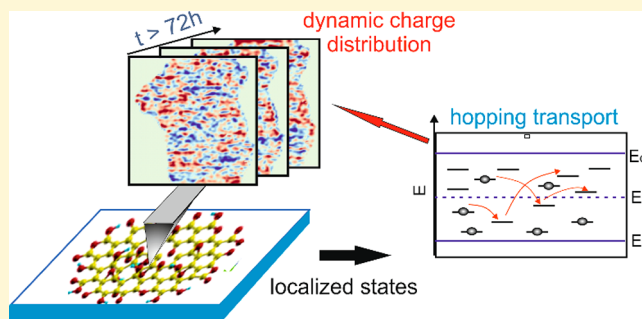 t > 72h
dynamic charge
distribution
hopping transport
E
E
E
E
localized states